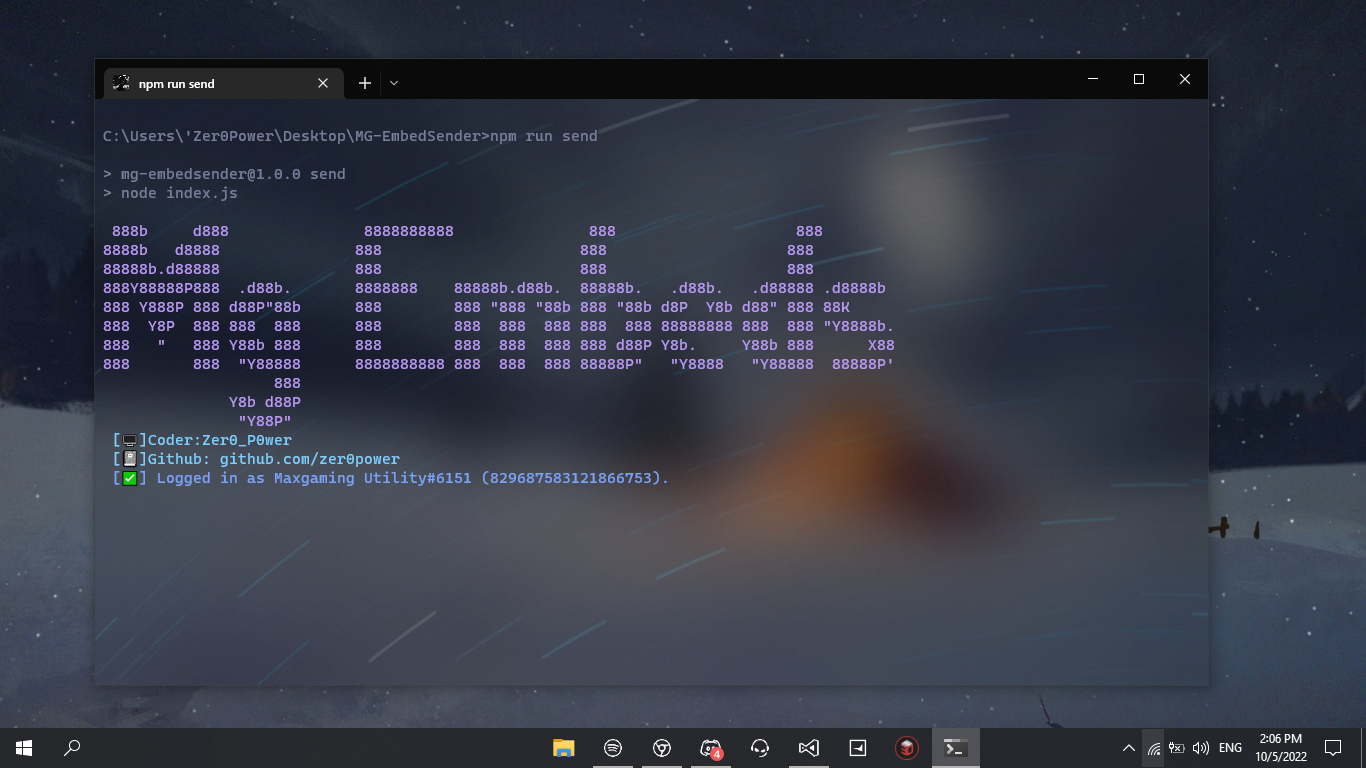 npm run send
C:\Users\'Zer0Power\Desktop\MG-EmbedSender>npm run send
> mg-embedsender@1.0.0 send
> node index.js
 888b     d888               8888888888               888                    888
8888b   d8888               888                      888                    888
88888b.d88888               888                      888                    888
888Y88888P888  .d88b.       8888888    88888b.d88b.  88888b.   .d88b.   .d88888 .d8888b
888 Y888P 888 d88P"88b      888        888 "888 "88b 888 "88b d8P  Y8b d88" 888 88K
888  Y8P  888 888  888      888        888  888  888 888  888 88888888 888  888 "Y8888b.
888   "   888 Y88b 888      888        888  888  888 888 d88P Y8b.     Y88b 888      X88
888       888  "Y88888      8888888888 888  888  888 88888P"   "Y8888   "Y88888  88888P'
                   888
              Y8b d88P
               "Y88P"
[🖥️]Coder:Zer0_P0wer
[📓]Github: github.com/zer0power
[✅] Logged in as Maxgaming Utility#6151 (829687583121866753).
4
ENG
2:06 PM
10/5/2022